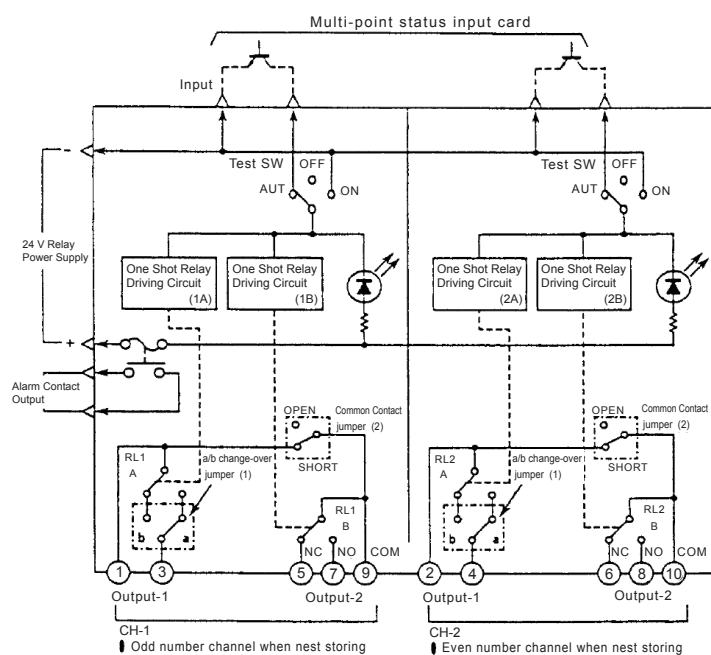 Multi-point status input card
Input
-
Test SW
OFF
AUT
ON
Test SW
OFF
AUT
ON
24 V Relay
Power Supply
One Shot Relay
Driving Circuit
(1A)
One Shot Relay
Driving Circuit
(1B)
One Shot Relay
Driving Circuit
(2A)
One Shot Relay
Driving Circuit
(2B)
+
Alarm Contact
Output
OPEN
Common Contact
jumper (2)
SHORT
RL1
A
a/b change-over
jumper (1)
b
a
RL1
B
NC
NO
COM
OPEN
Common Contact
jumper (2)
SHORT
RL2
A
a/b change-over
jumper (1)
b
a
RL2
B
NC
NO
COM
1
3
5
7
9
2
4
6
8
10
Output-1
Output-2
Output-1
Output-2
CH-1
Odd number channel when nest storing
CH-2
Even number channel when nest storing